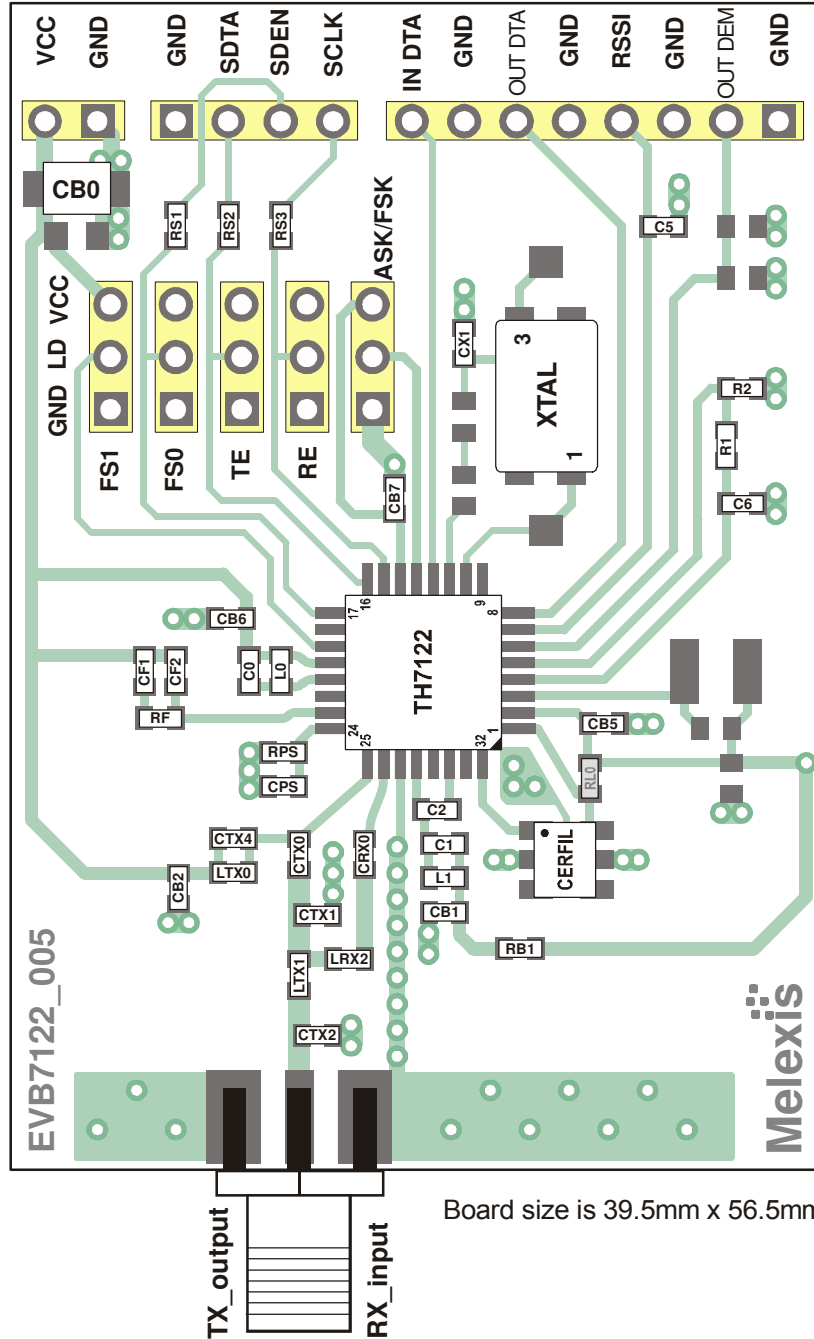 VCC
GND
GND
SDTA
SDEN
SCLK
IN DTA
GND
OUT DTA
GND
RSSI
GND
OUT DEM
GND
CB0
RS1
RS2
RS3
ASK/FSK
C5
GND LD VCC
CX1
3
XTAL
1
FS1
FS0
TE
RE
CB7
R2
R1
C6
16
9
17
8
TH7122
24
25
32
1
CB6
C0
L0
CF1
CF2
RF
RPS
CPS
CB5
RL0
C2
C1
L1
CB1
CERFIL
CTX4
LTX0
CTX0
CRX0
CB2
CTX1
LRX2
LTX1
RB1
CTX2
EVB7122_005
Melexis
Board size is 39.5mm x 56.5mm
TX_output
RX_input